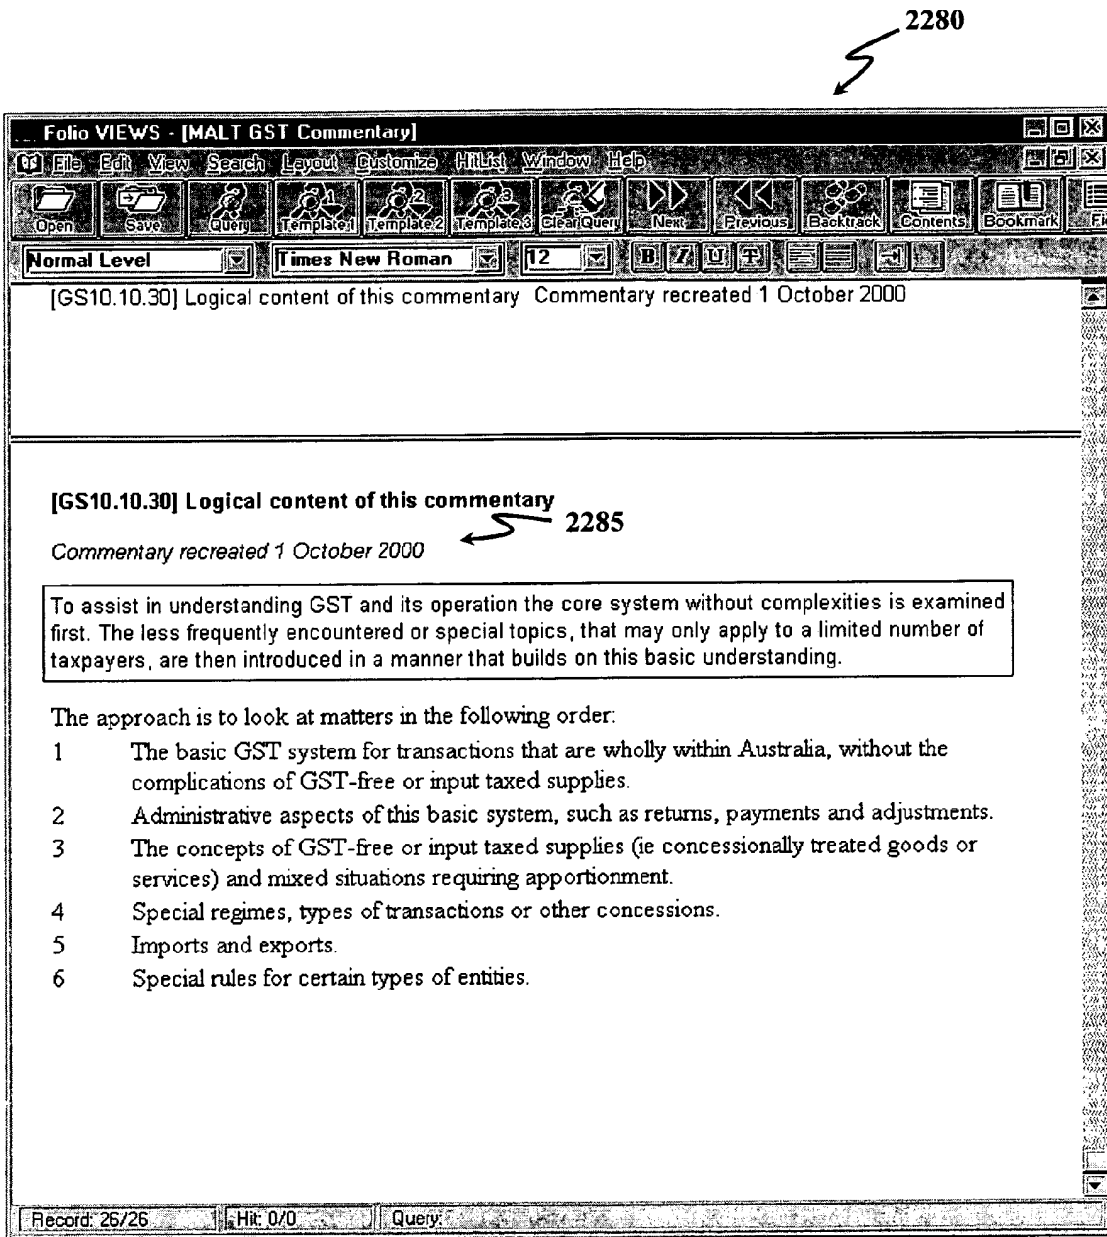 2280
Folio VIEWS - [MALT GST Commentary]
File Edit View Search Layout Customize HitList Window Help
Open Save Query Template1 Template2 Template3 Clear Query Next Previous Backtrack Contents Bookmark
Normal Level Times New Roman 12 B I U T
[GS10.10.30] Logical content of this commentary Commentary recreated 1 October 2000
[GS10.10.30] Logical content of this commentary
2285
Commentary recreated 1 October 2000
To assist in understanding GST and its operation the core system without complexities is examined
first. The less frequently encountered or special topics, that may only apply to a limited number of
taxpayers, are then introduced in a manner that builds on this basic understanding.
The approach is to look at matters in the following order:
1 The basic GST system for transactions that are wholly within Australia, without the
complications of GST-free or input taxed supplies.
2 Administrative aspects of this basic system, such as returns, payments and adjustments.
3 The concepts of GST-free or input taxed supplies (ie concessionally treated goods or
services) and mixed situations requiring apportionment.
4 Special regimes, types of transactions or other concessions.
5 Imports and exports.
6 Special rules for certain types of entities.
Record: 26/26 Hit: 0/0 Query: